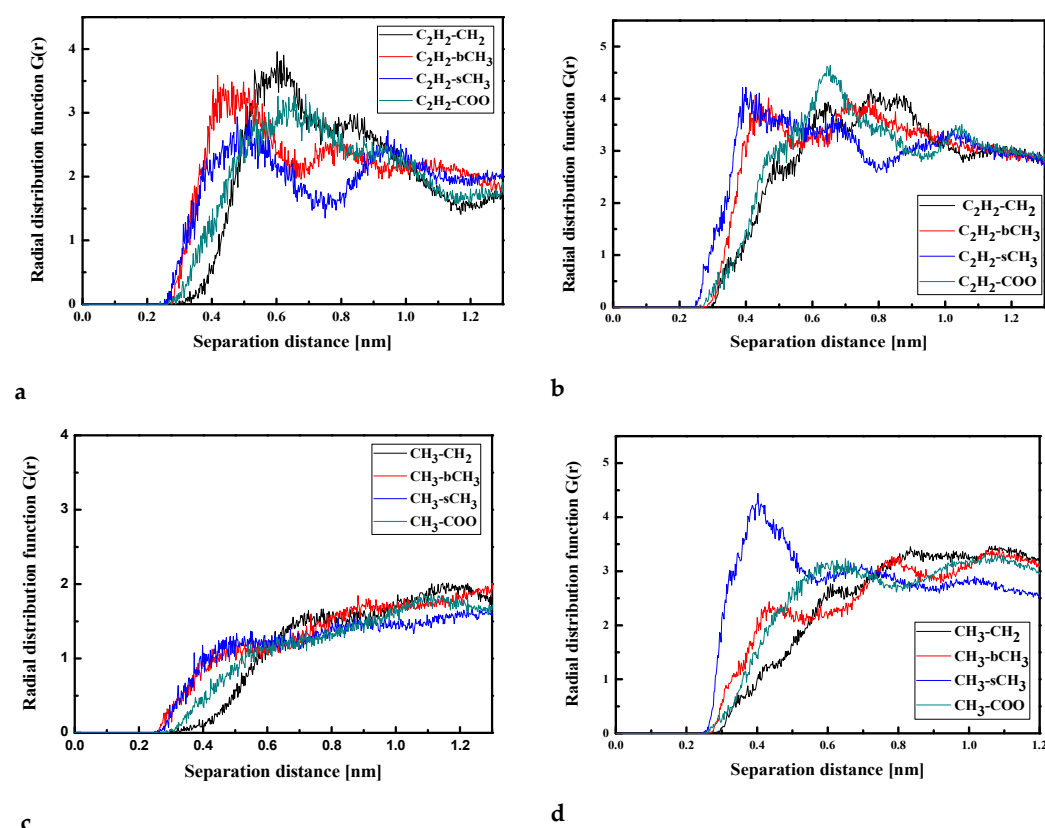 Radial distribution function G(r)
4
3
2
1
0
C₂H₂-CH₂
C₂H₂-bCH₃
C₂H₂-sCH₃
C₂H₂-COO
0.0 0.2 0.4 0.6 0.8 1.0 1.2
Separation distance [nm]
a
Radial distribution function G(r)
5
4
3
2
1
0
C₂H₂-CH₂
C₂H₂-bCH₃
C₂H₂-sCH₃
C₂H₂-COO
0.0 0.2 0.4 0.6 0.8 1.0 1.2
Separation distance [nm]
b
Radial distribution function G(r)
4
3
2
1
0
CH₃-CH₂
CH₃-bCH₃
CH₃-sCH₃
CH₃-COO
0.0 0.2 0.4 0.6 0.8 1.0 1.2
Separation distance [nm]
c
Radial distribution function G(r)
5
4
3
2
1
0
CH₃-CH₂
CH₃-bCH₃
CH₃-sCH₃
CH₃-COO
0.0 0.2 0.4 0.6 0.8 1.0 1.2
Separation distance [nm]
d